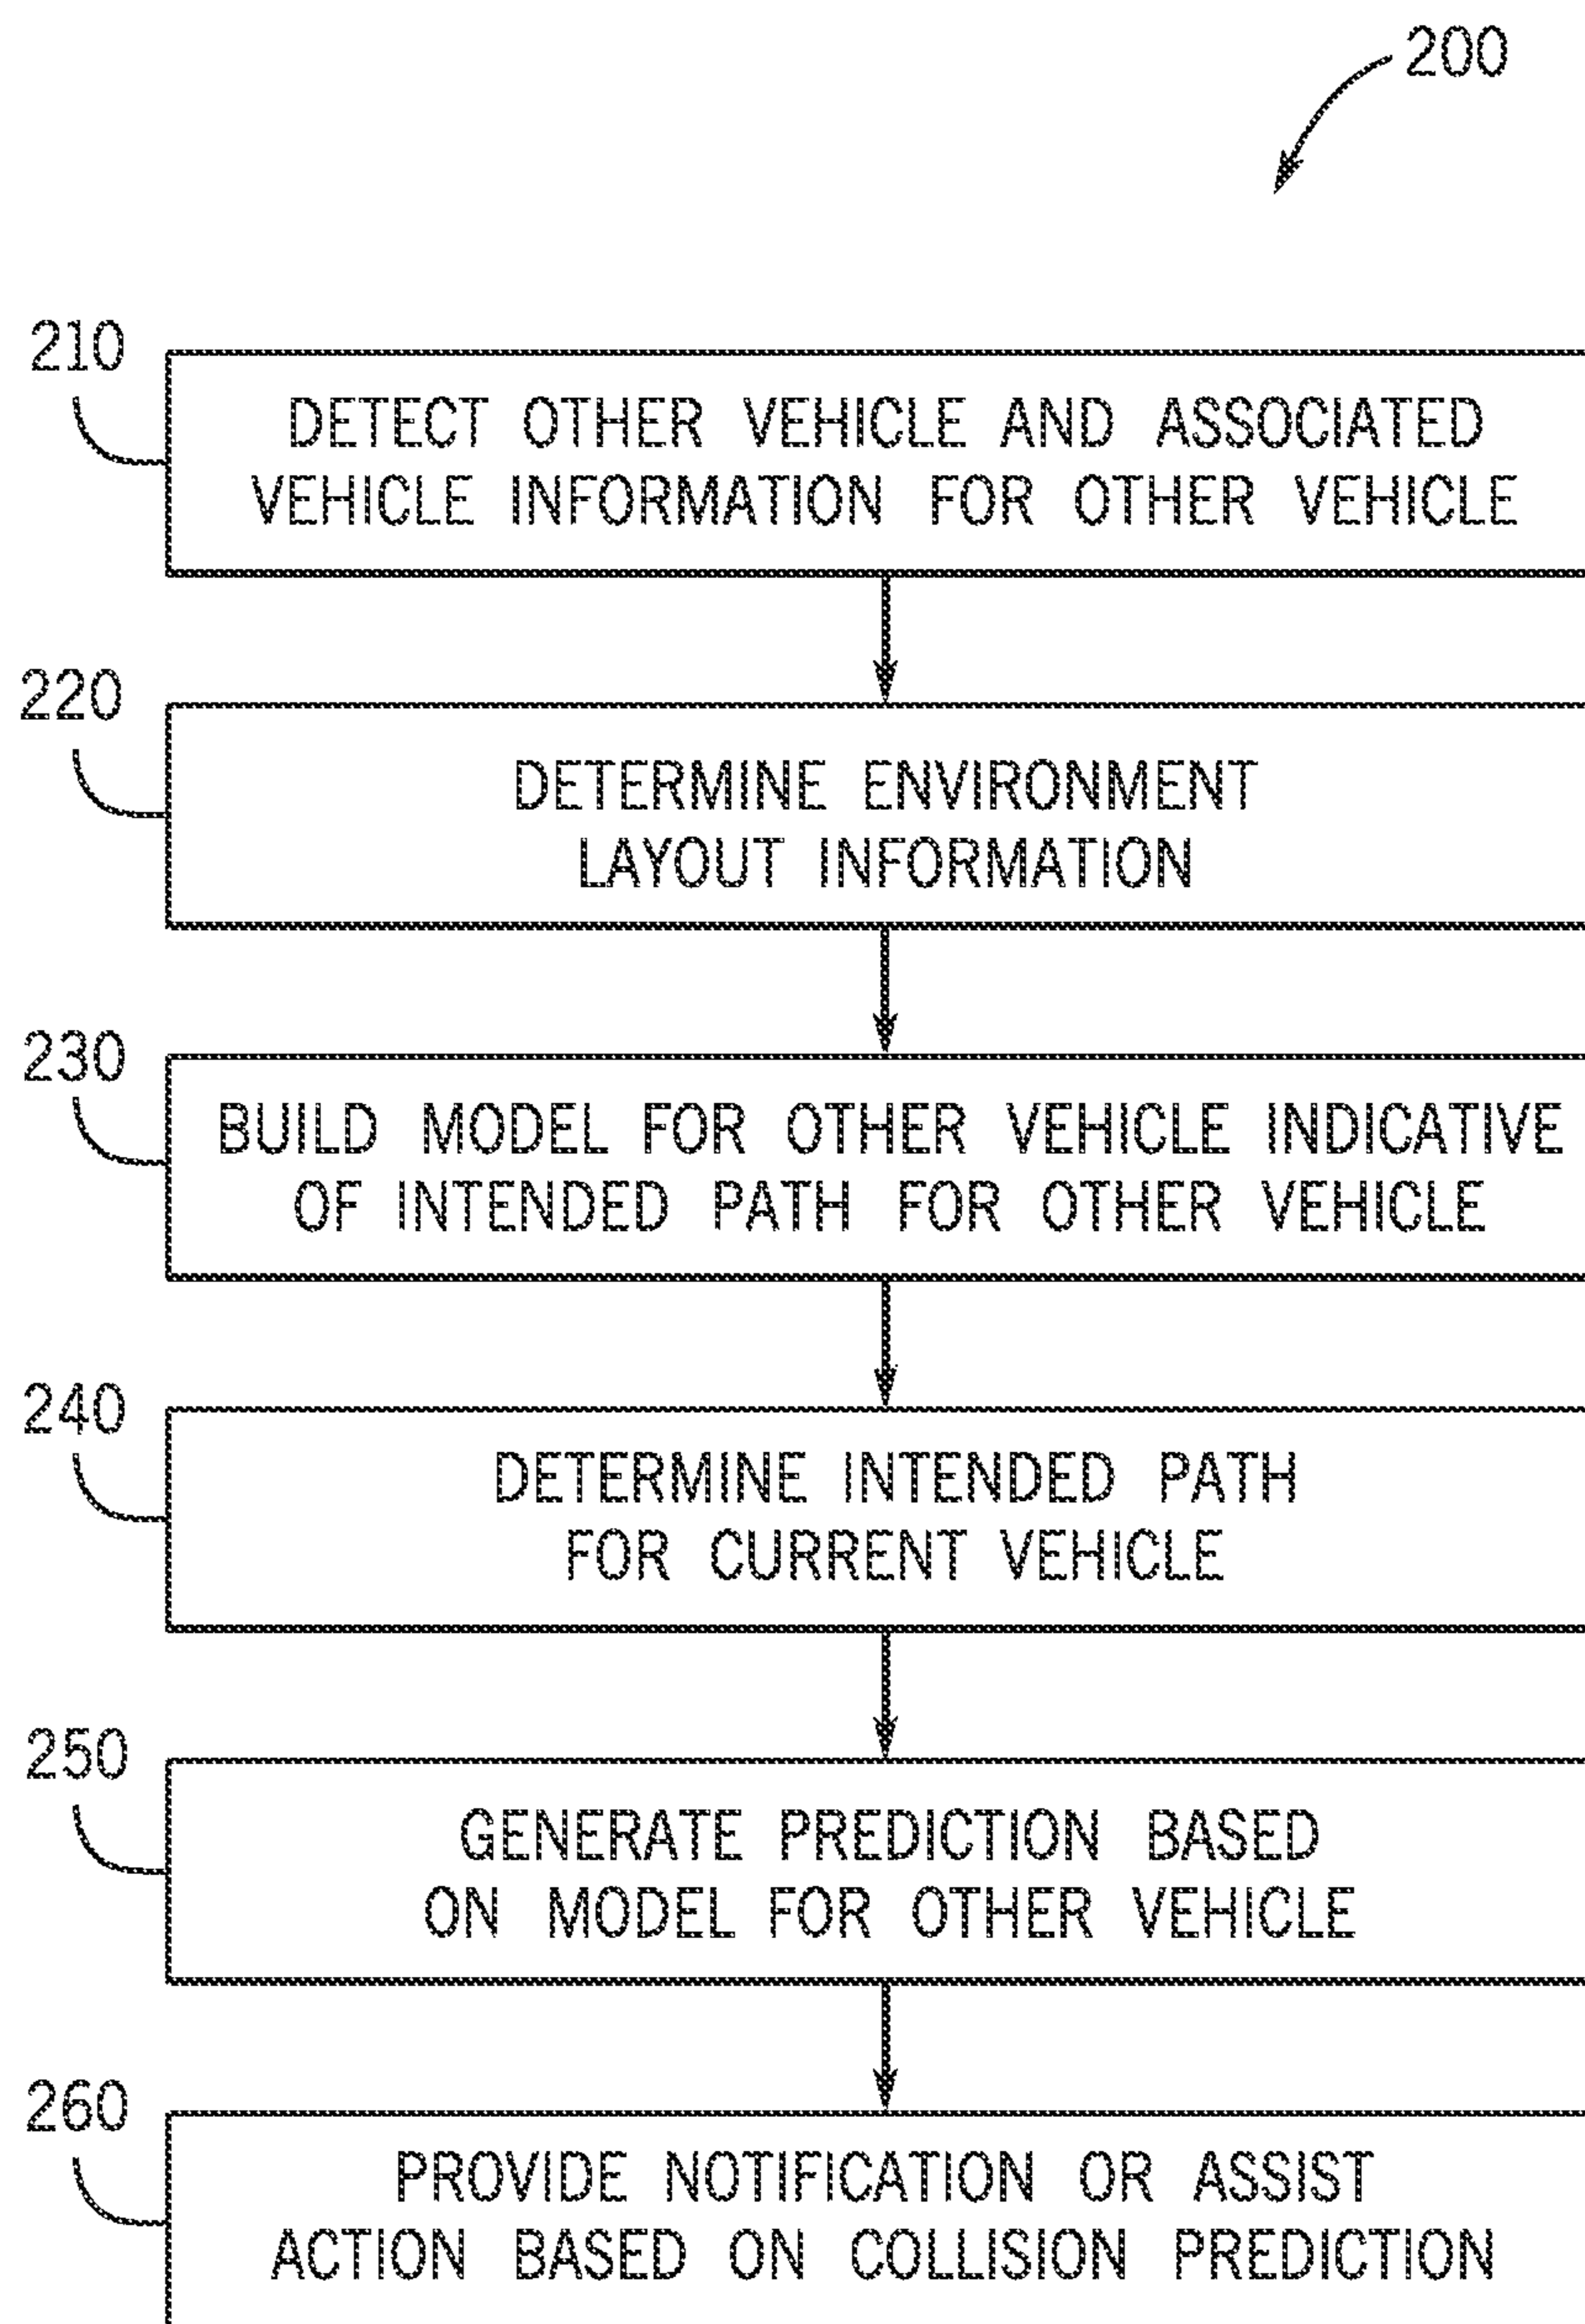 200
210
DETECT OTHER VEHICLE AND ASSOCIATED
VEHICLE INFORMATION FOR OTHER VEHICLE
220
DETERMINE ENVIRONMENT
LAYOUT INFORMATION
230
BUILD MODEL FOR OTHER VEHICLE INDICATIVE
OF INTENDED PATH FOR OTHER VEHICLE
240
DETERMINE INTENDED PATH
FOR CURRENT VEHICLE
250
GENERATE PREDICTION BASED
ON MODEL FOR OTHER VEHICLE
260
PROVIDE NOTIFICATION OR ASSIST
ACTION BASED ON COLLISION PREDICTION